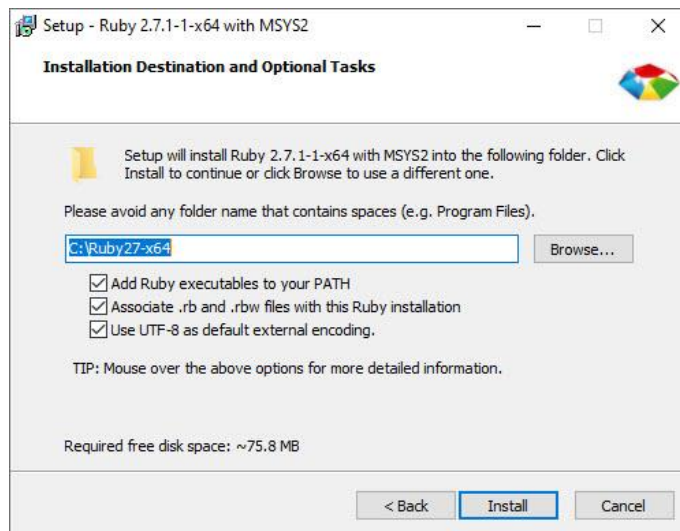 Setup - Ruby 2.7.1-1-x64 with MSYS2
Installation Destination and Optional Tasks
Setup will install Ruby 2.7.1-1-x64 with MSYS2 into the following folder. Click
Install to continue or click Browse to use a different one.
Please avoid any folder name that contains spaces (e.g. Program Files).
C:\Ruby27-x64
Browse...
Add Ruby executables to your PATH
Associate .rb and .rbw files with this Ruby installation
Use UTF-8 as default external encoding.
TIP: Mouse over the above options for more detailed information.
Required free disk space: ~75.8 MB
< Back
Install
Cancel